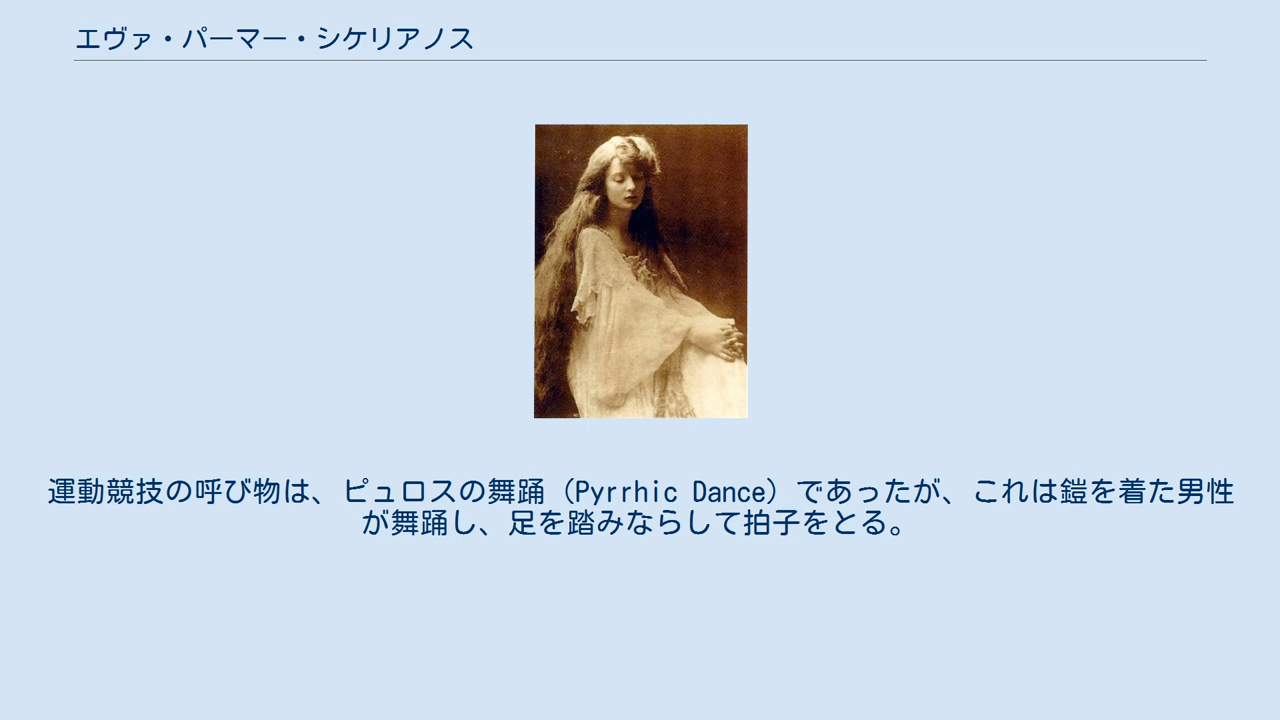 エヴァ・パーマー・シケリアノス
運動競技の呼び物は、ピュロスの舞踊（Pyrrhic Dance）であったが、これは鎧を着た男性
が舞踊し、足を踏みならして拍子をとる。